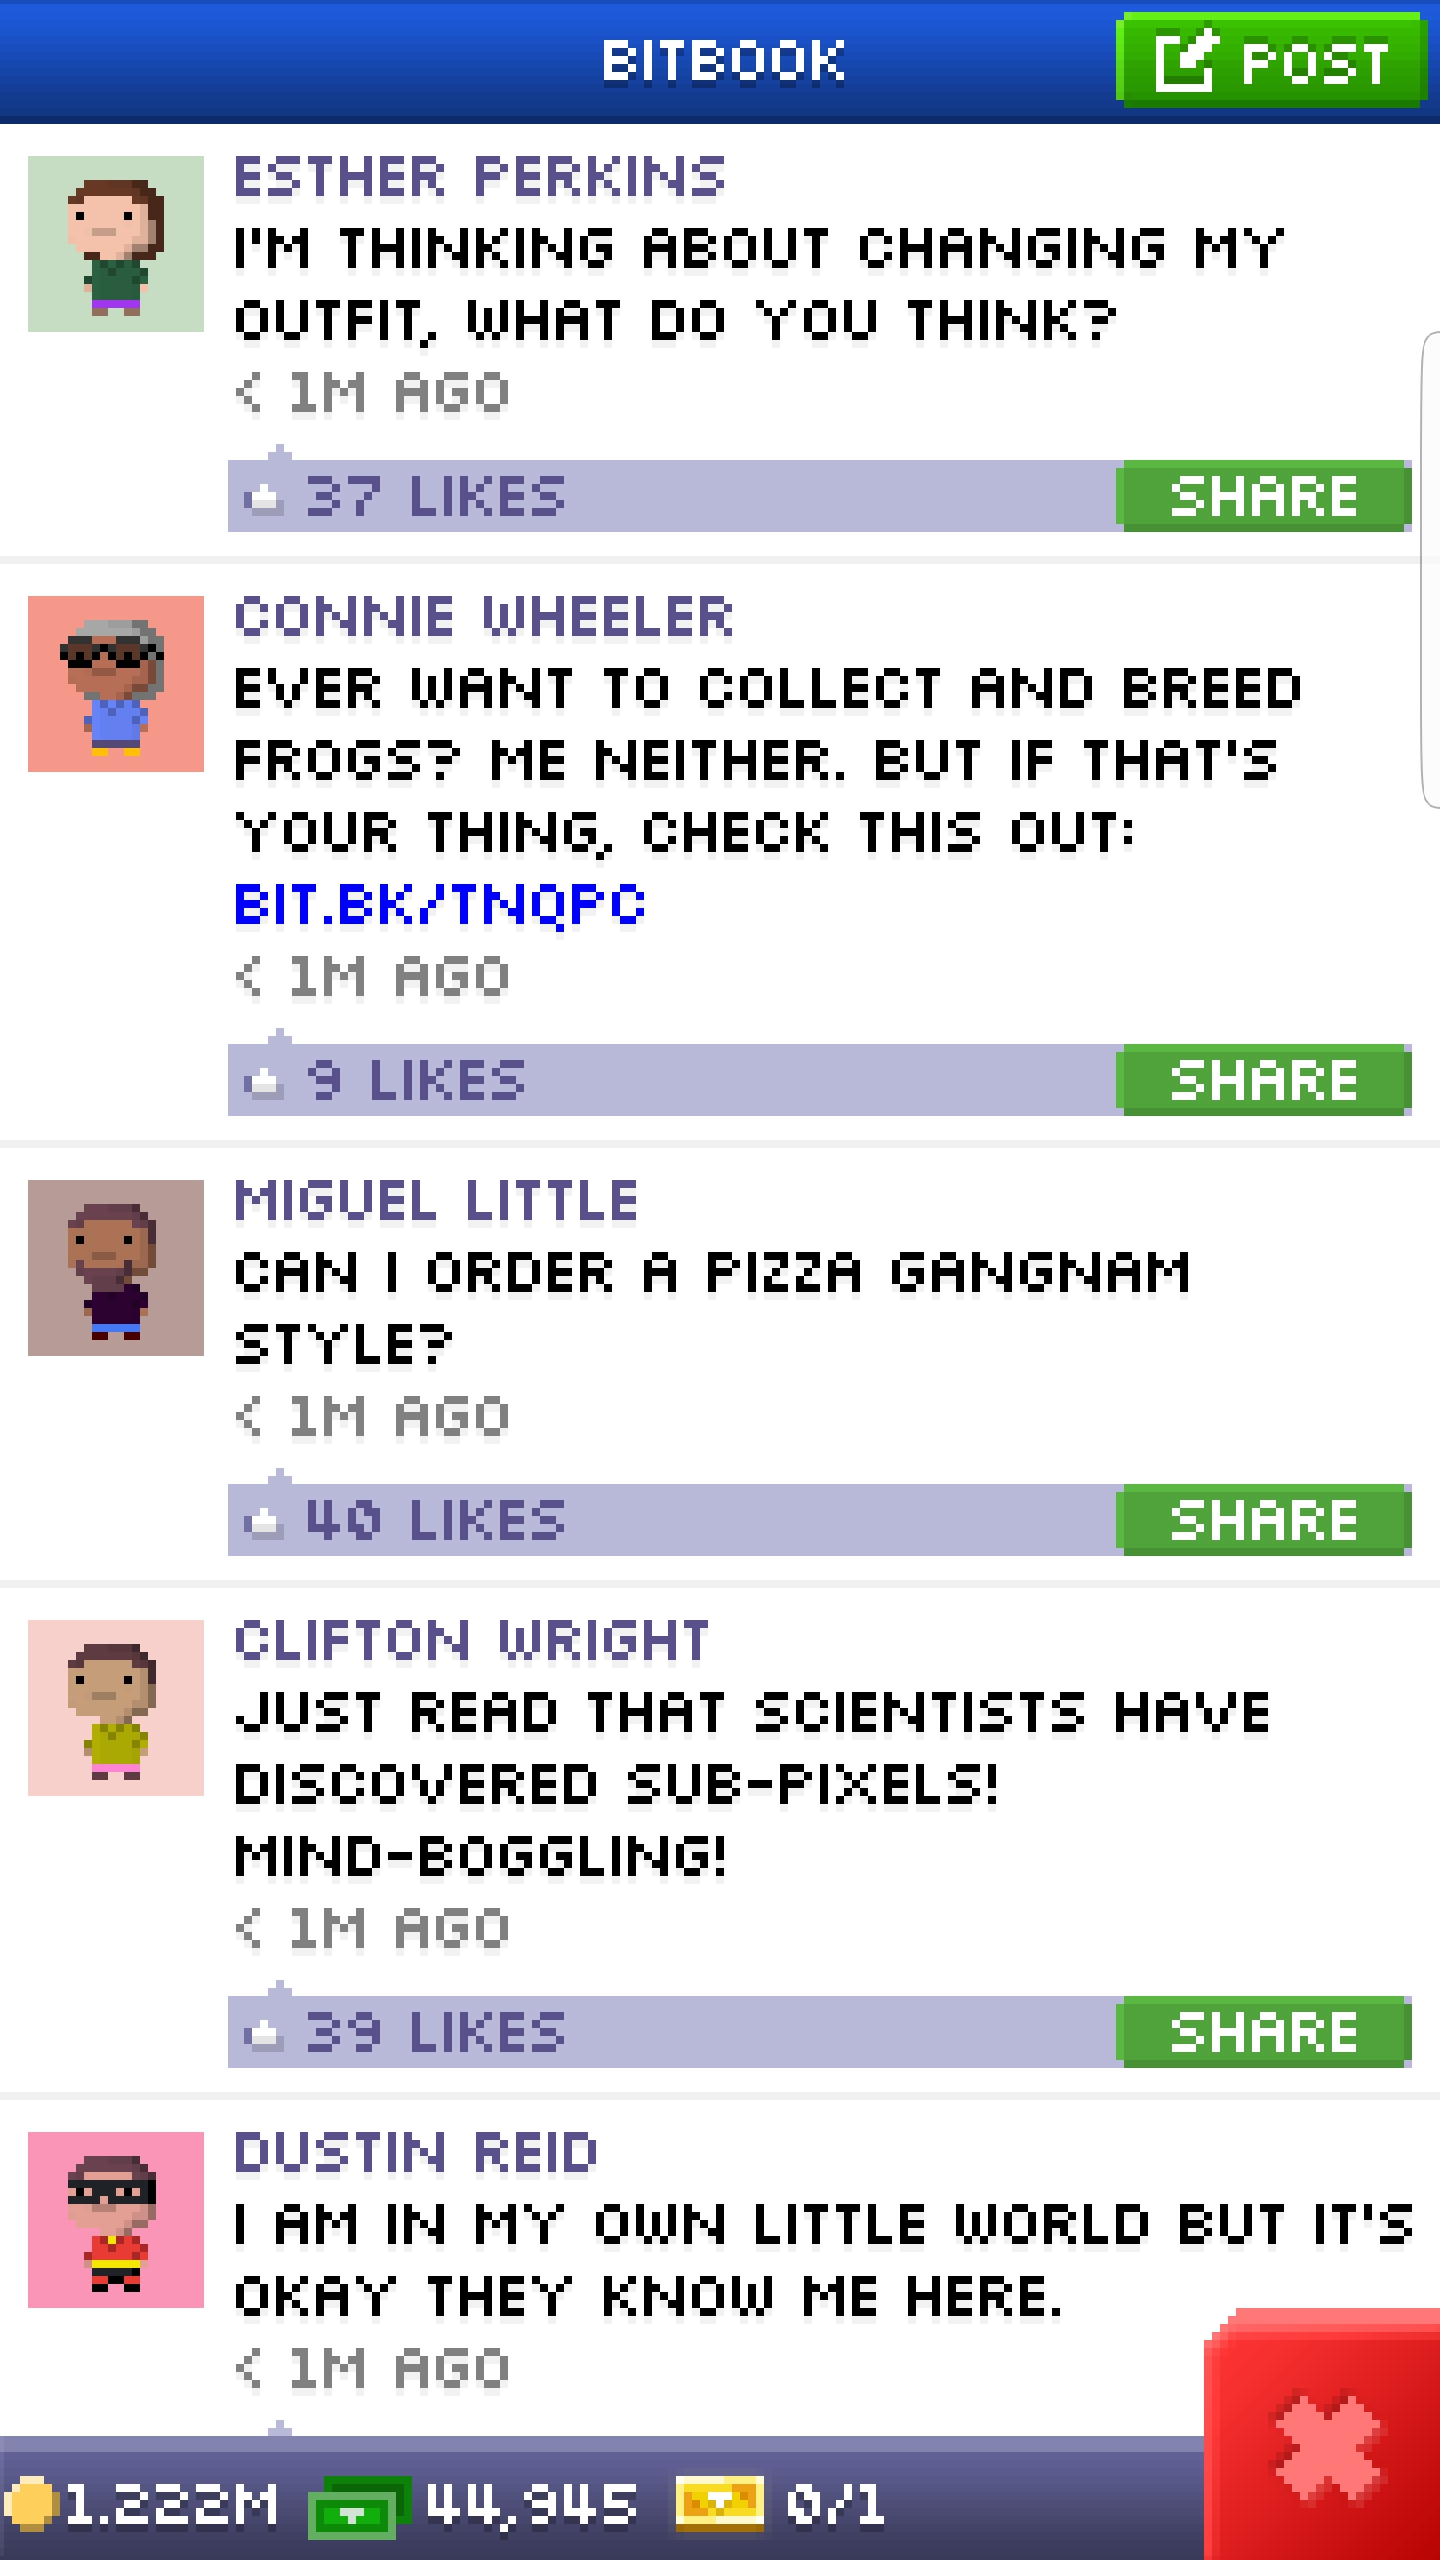 BITBOOK
POST
ESTHER PERKINS
I'M THINKING ABOUT CHANGING MY
OUTFIT, WHAT DO YOU THINK?
< 1M AGO
37 LIKES
SHARE
CONNIE WHEELER
EVER WANT TO COLLECT AND BREED
FROGS? ME NEITHER. BUT IF THAT'S
YOUR THING, CHECK THIS OUT:
BIT.BK/TNQPC
< 1M AGO
9 LIKES
SHARE
MIGUEL LITTLE
CAN I ORDER A PIZZA GANGNAM
STYLE?
< 1M AGO
40 LIKES
SHARE
CLIFTON WRIGHT
JUST READ THAT SCIENTISTS HAVE
DISCOVERED SUB-PIXELS!
MIND-BOGGLING!
< 1M AGO
39 LIKES
SHARE
DUSTIN REID
I AM IN MY OWN LITTLE WORLD BUT IT'S
OKAY THEY KNOW ME HERE.
< 1M AGO
1.222M 44,945 0/1